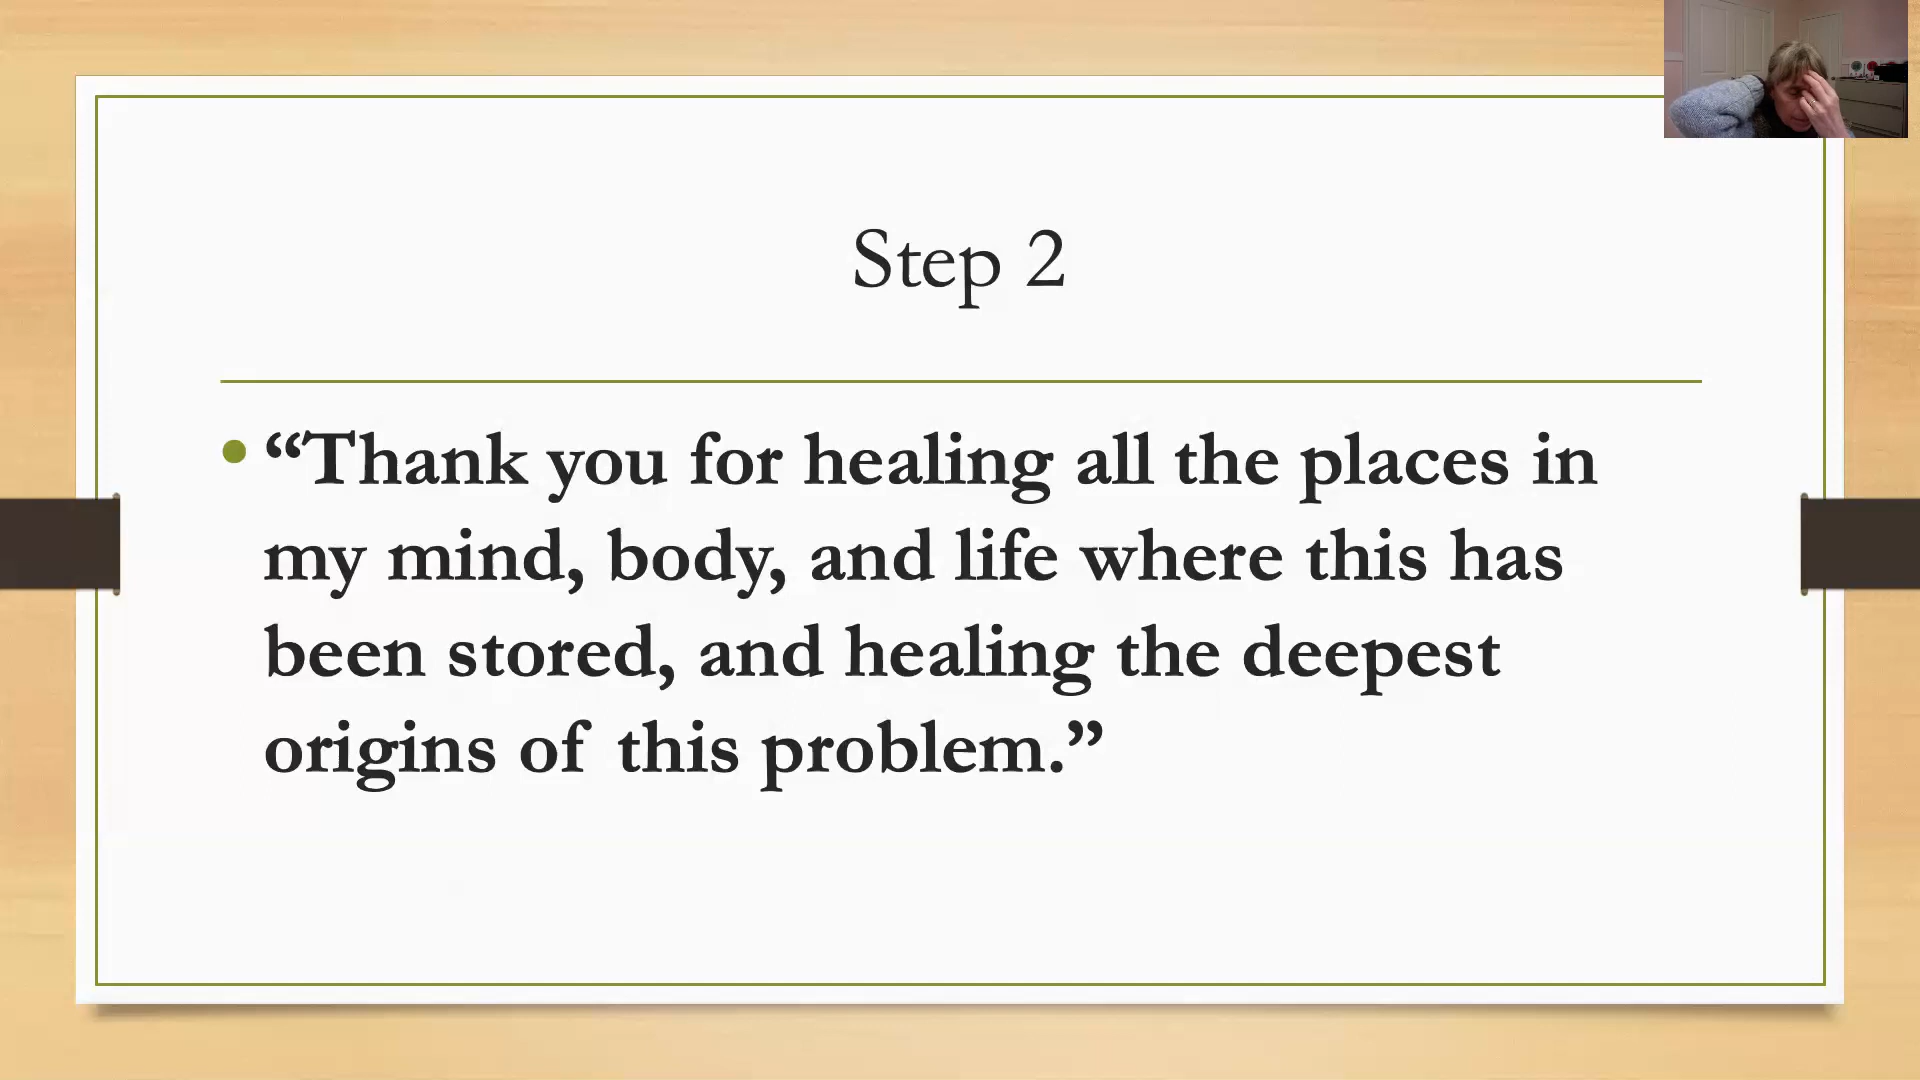 Step 2
• “Thank you for healing all the places in
my mind, body, and life where this has
been stored, and healing the deepest
origins of this problem.”